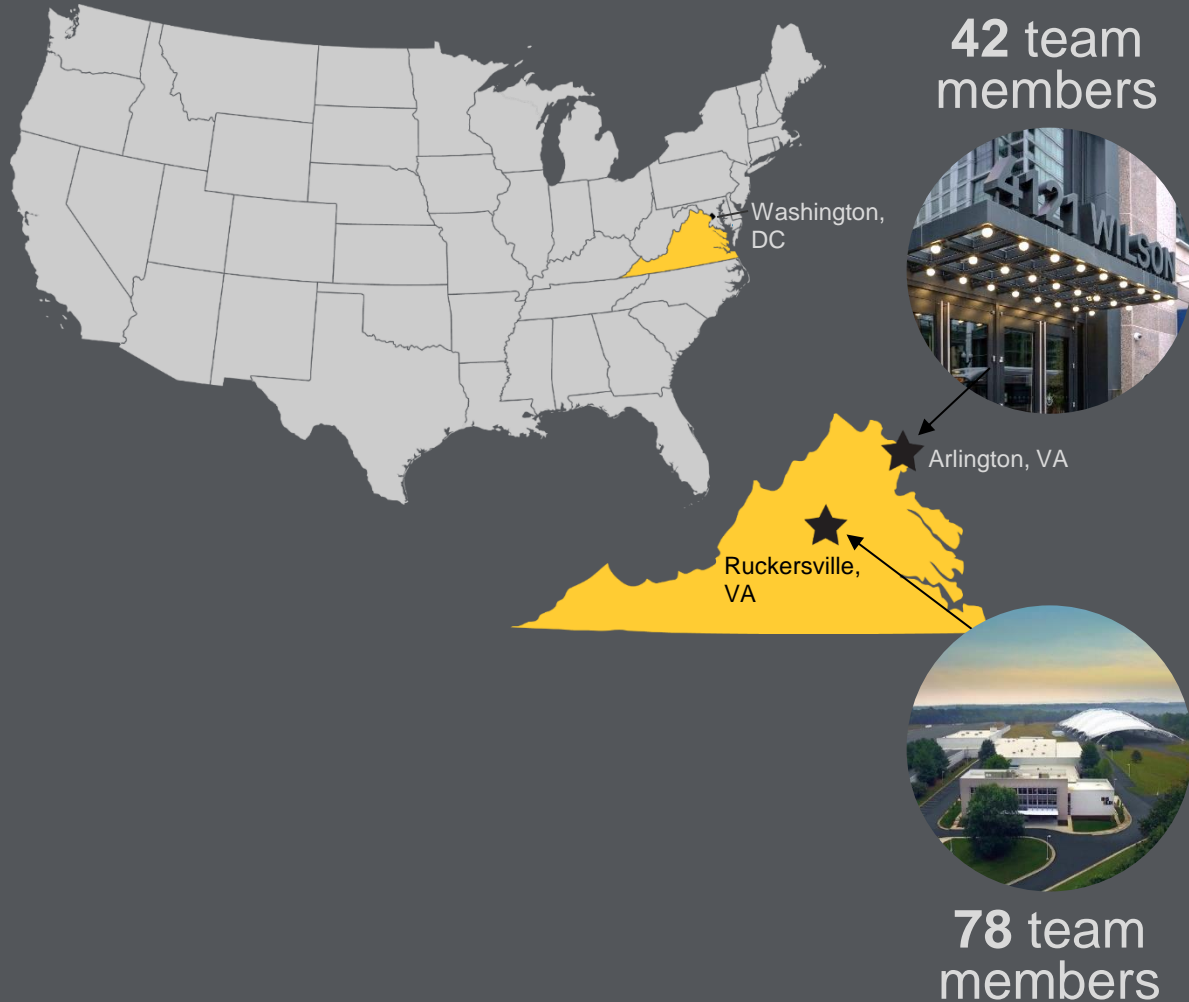 42 team
members
4121 WILSON
Washington,
DC
Arlington, VA
Ruckersville,
VA
78 team
members